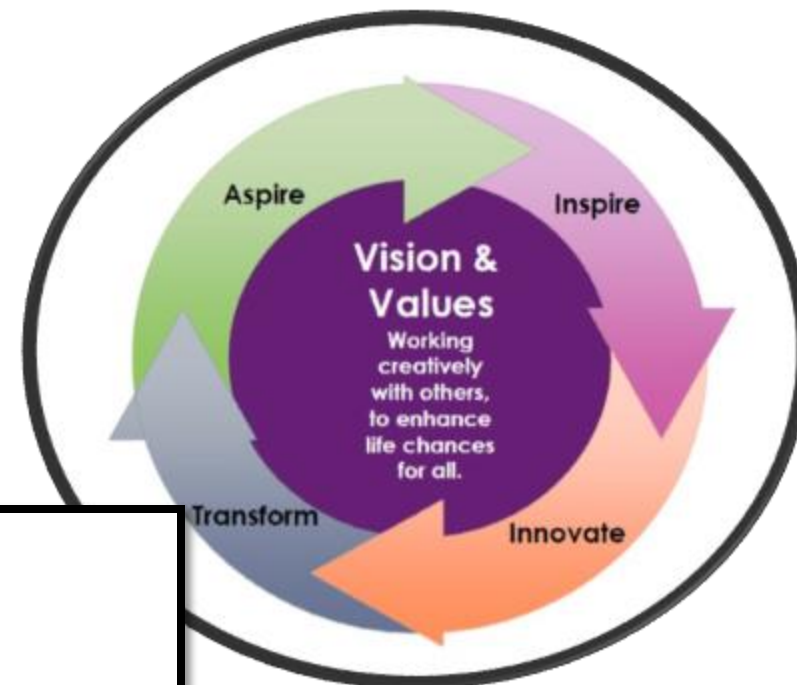 Aspire
Inspire
Vision &
Values
Working
creatively
with others,
to enhance
life chances
for all.
Transform
Innovate